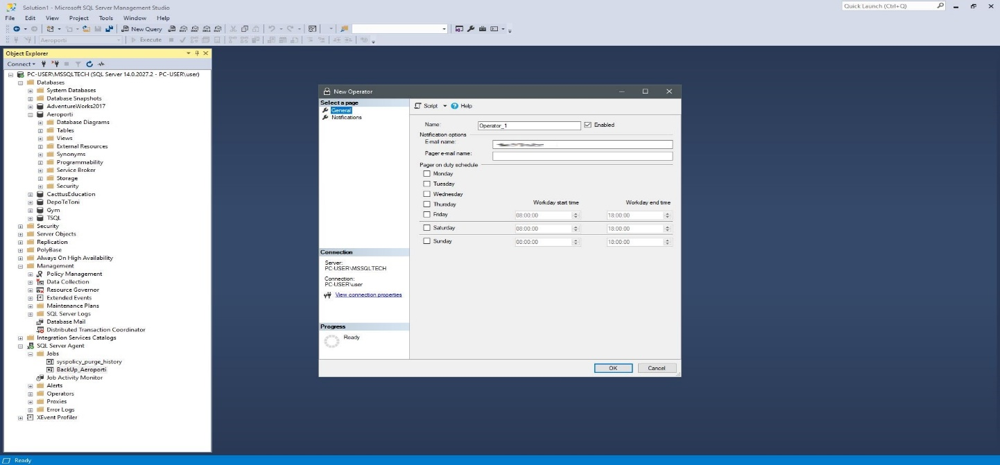 Solution1 - Microsoft SQL Server Management Studio
Quick Launch (Ctrl+Q)
File Edit View Project Tools Window Help
New Query
Aeroporti Execute
Object Explorer
Connect
PC-USER\MSSQLTECH (SQL Server 14.0.2027.2 - PC-USER\user)
Databases
System Databases
Database Snapshots
AdventureWorks2017
Aeroporti
Database Diagrams
Tables
Views
External Resources
Synonyms
Programmability
Service Broker
Storage
Security
CacttusEducation
DepoTeToni
Gym
TSQL
Security
Server Objects
Replication
PolyBase
Always On High Availability
Management
Policy Management
Data Collection
Resource Governor
Extended Events
Maintenance Plans
SQL Server Logs
Database Mail
Distributed Transaction Coordinator
Integration Services Catalogs
SQL Server Agent
Jobs
syspolicy_purge_history
BackUp_Aeroporti
Job Activity Monitor
Alerts
Operators
Proxies
Error Logs
XEvent Profiler
New Operator
Select a page
General
Notifications
Connection
Server:
PC-USER\MSSQLTECH
Connection:
PC-USER\user
View connection properties
Progress
Ready
Script Help
Name: Operator_1 Enabled
Notification options
E-mail name:
Pager e-mail name:
Pager on duty schedule
Monday
Tuesday
Wednesday
Thursday Workday start time Workday end time
Friday 08:00:00 18:00:00
Saturday 08:00:00 18:00:00
Sunday 08:00:00 18:00:00
OK Cancel
Ready